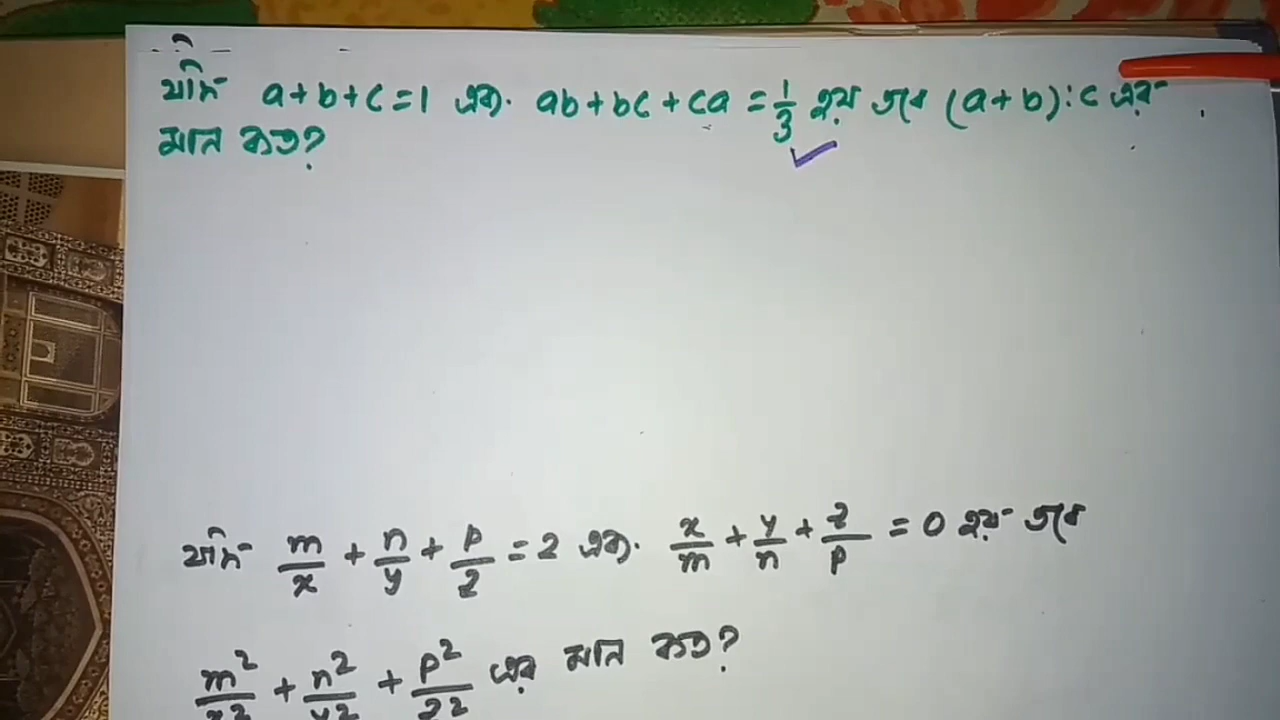 যদি a+b+c=1 এবং ab+bc+ca=1/3 হয় তবে (a+b):c এর
মান কত?
যদি m/x + n/y + p/z = 2 এবং x/m + y/n + z/p = 0 হয় তবে
m²/x² + n²/y² + p²/z² এর মান কত?